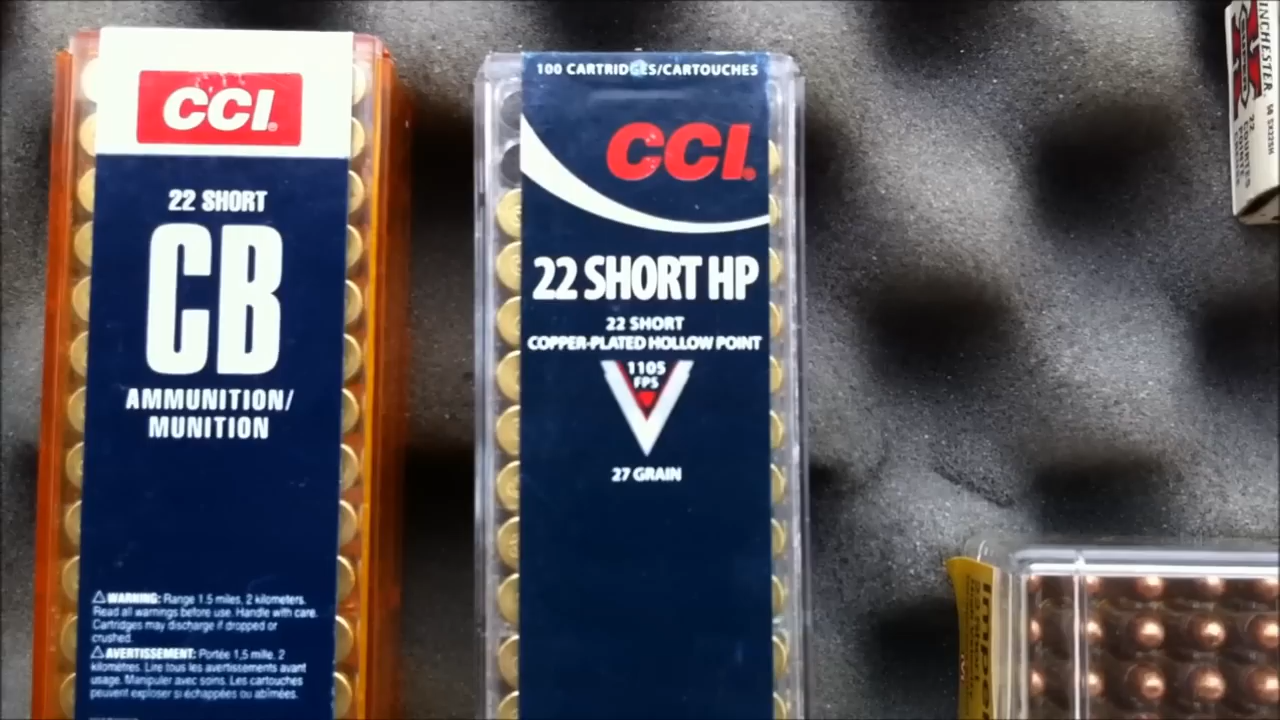 CCI
22 SHORT
CB
AMMUNITION/
MUNITION
⚠WARNING: Range 1.5 miles, 2 kilometers.
Read all warnings before use. Handle with care.
Cartridges may discharge if dropped or
crushed.
⚠AVERTISSEMENT: Portée 1,5 mille, 2
kilomètres. Lire tous les avertissements avant
usage. Manipuler avec soins. Les cartouches
peuvent exploser si échappées ou abîmées.
100 CARTRIDGES/CARTOUCHES
CCI
22 SHORT HP
22 SHORT
COPPER-PLATED HOLLOW POINT
1105
FPS
27 GRAIN
WINCHESTER
22